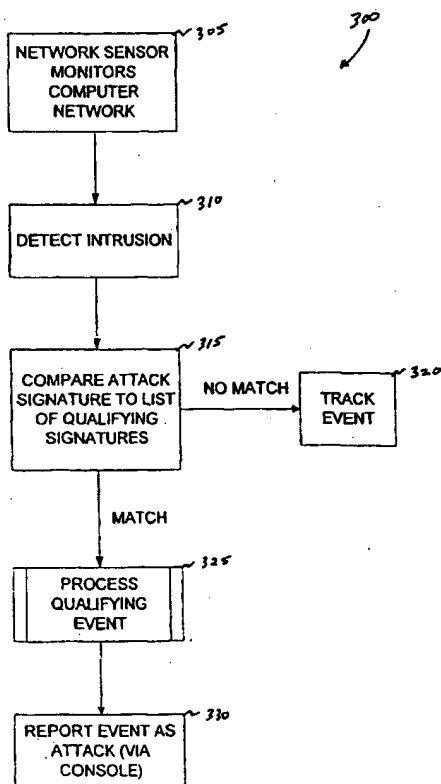 305
300
NETWORK SENSOR
MONITORS
COMPUTER
NETWORK
310
DETECT INTRUSION
315
COMPARE ATTACK
SIGNATURE TO LIST
OF QUALIFYING
SIGNATURES
NO MATCH
320
TRACK
EVENT
MATCH
325
PROCESS
QUALIFYING
EVENT
330
REPORT EVENT AS
ATTACK (VIA
CONSOLE)